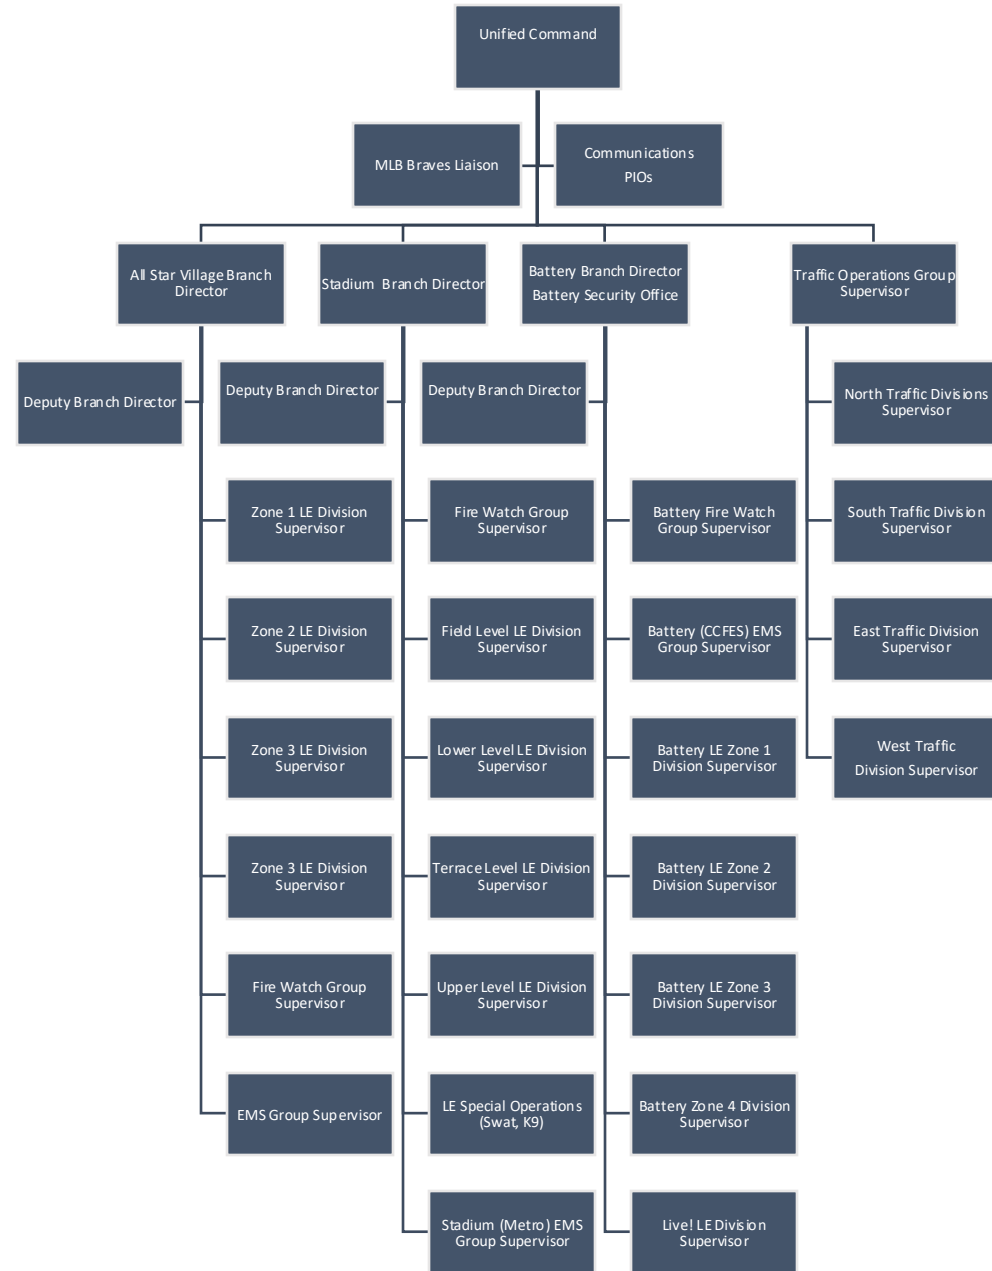 Unified Command
MLB Braves Liaison
Communications
PIOs
All Star Village Branch
Director
Stadium Branch Director
Battery Branch Director
Battery Security Office
Traffic Operations Group
Supervisor
Deputy Branch Director
Deputy Branch Director
Deputy Branch Director
North Traffic Divisions
Supervisor
Zone 1 LE Division
Supervisor
Fire Watch Group
Supervisor
Battery Fire Watch
Group Supervisor
South Traffic Division
Supervisor
Zone 2 LE Division
Supervisor
Field Level LE Division
Supervisor
Battery (CCFES) EMS
Group Supervisor
East Traffic Division
Supervisor
Zone 3 LE Division
Supervisor
Lower Level LE Division
Supervisor
Battery LE Zone 1
Division Supervisor
West Traffic
Division Supervisor
Zone 3 LE Division
Supervisor
Terrace Level LE Division
Supervisor
Battery LE Zone 2
Division Supervisor
Fire Watch Group
Supervisor
Upper Level LE Division
Supervisor
Battery LE Zone 3
Division Supervisor
EMS Group Supervisor
LE Special Operations
(Swat, K9)
Battery Zone 4 Division
Supervisor
Stadium (Metro) EMS
Group Supervisor
Live! LE Division
Supervisor